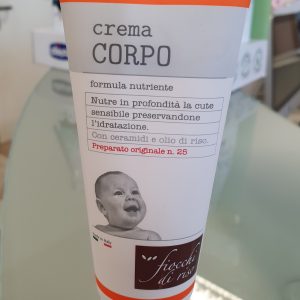 chicco
crema
CORPO
formula nutriente
Nutre in profondità la cute
sensibile preservandone
l'idratazione.
Con ceramidi e olio di riso.
Preparato originale n. 25
fiocchi
di riso